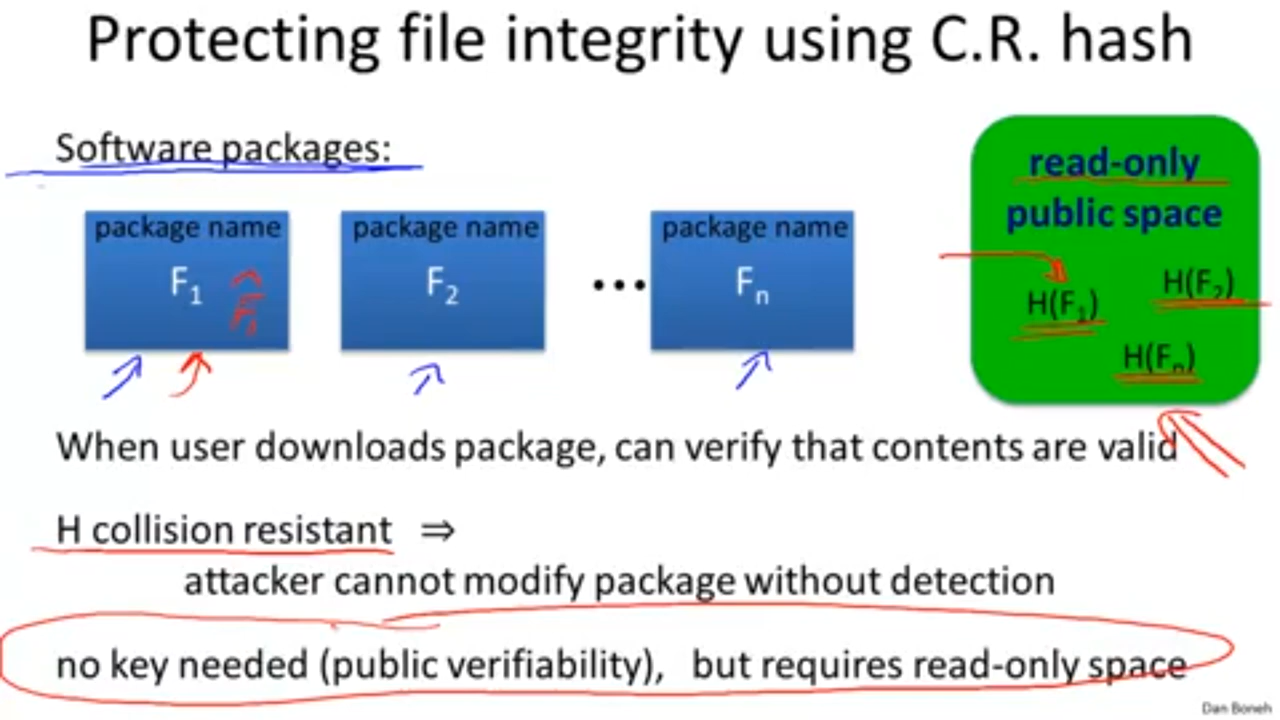 Protecting file integrity using C.R. hash
Software packages:
package name
F₁
package name
F₂
...
package name
Fₙ
read-only
public space
H(F₁)
H(F₂)
H(Fₙ)
When user downloads package, can verify that contents are valid
H collision resistant ⇒
attacker cannot modify package without detection
no key needed (public verifiability), but requires read-only space
Dan Boneh